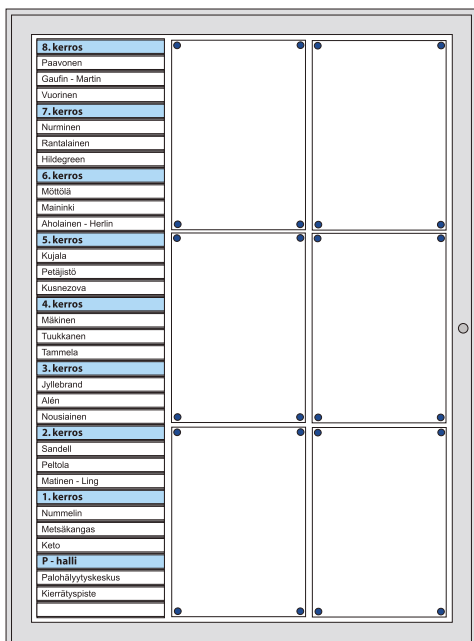 8. kerros
Paavonen
Gaufin - Martin
Vuorinen
7. kerros
Nurminen
Rantalainen
Hildegreen
6. kerros
Möttölä
Maininki
Aholainen - Herlin
5. kerros
Kujala
Petäjistö
Kusnezova
4. kerros
Mäkinen
Tuukkanen
Tammela
3. kerros
Jyllebrand
Alén
Nousiainen
2. kerros
Sandell
Peltola
Matinen - Ling
1. kerros
Nummelin
Metsäkangas
Keto
P - halli
Palohälyytyskeskus
Kierrätyspiste